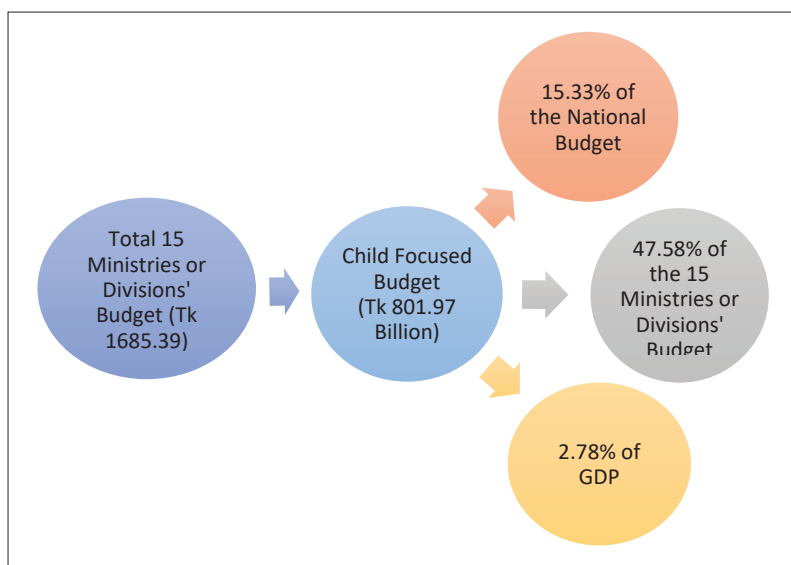 Total 15
Ministries or
Divisions'
Budget (Tk
1685.39)
Child Focused
Budget
(Tk 801.97
Billion)
15.33% of
the National
Budget
47.58% of
the 15
Ministries or
Divisions'
Budget
2.78% of
GDP